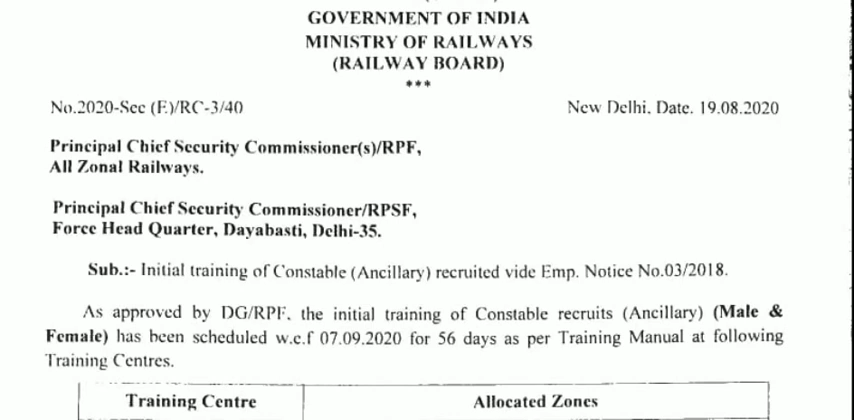 GOVERNMENT OF INDIA
MINISTRY OF RAILWAYS
(RAILWAY BOARD)
***
No.2020-Sec (E)/RC-3/40 New Delhi, Date. 19.08.2020
Principal Chief Security Commissioner(s)/RPF,
All Zonal Railways.
Principal Chief Security Commissioner/RPSF,
Force Head Quarter, Dayabasti, Delhi-35.
Sub.:- Initial training of Constable (Ancillary) recruited vide Emp. Notice No.03/2018.
As approved by DG/RPF, the initial training of Constable recruits (Ancillary) (Male &
Female) has been scheduled w.e.f 07.09.2020 for 56 days as per Training Manual at following
Training Centres.
Training Centre Allocated Zones